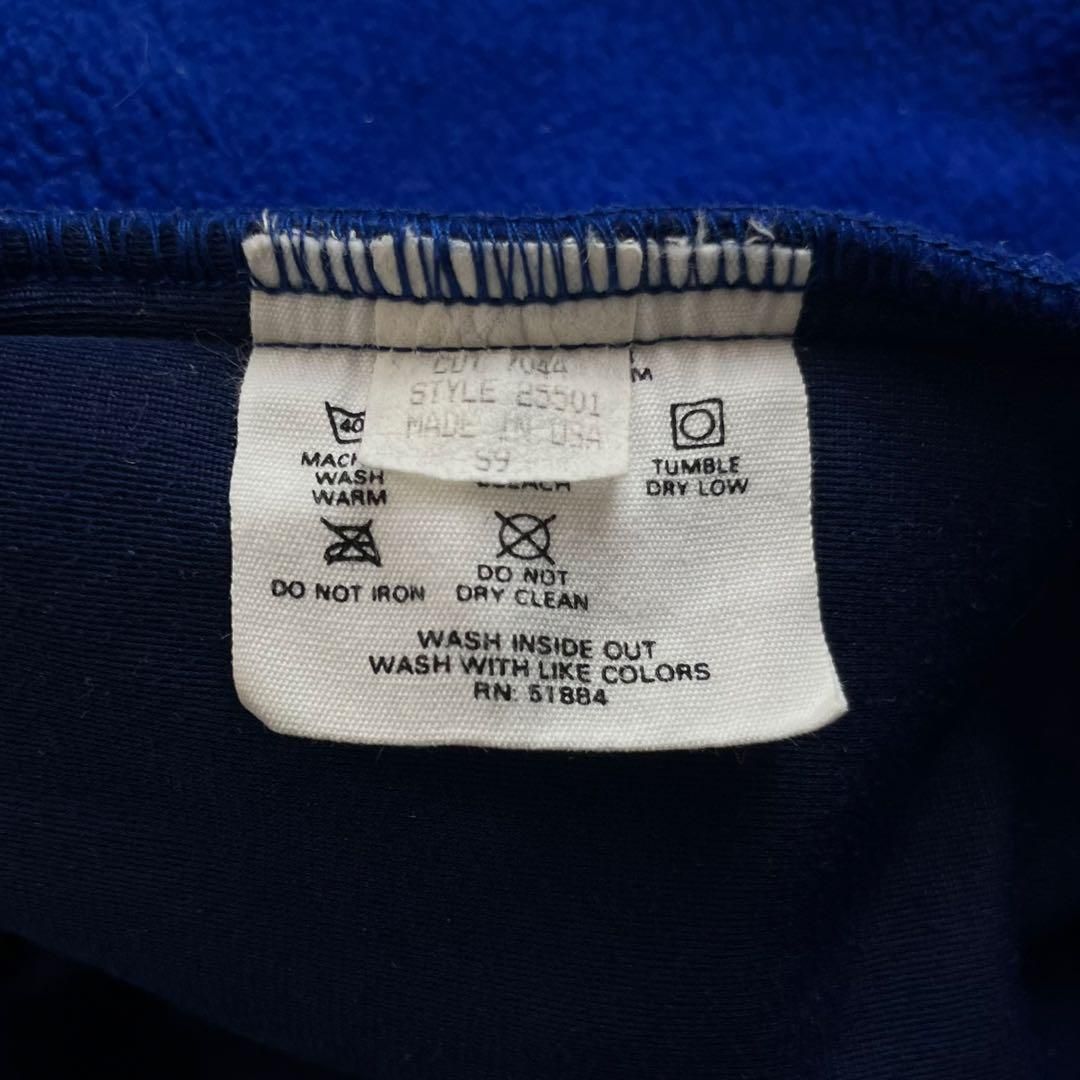 CUT 7044
STYLE 25501
MADE IN USA
S9
M
40
WASH
WARM
TUMBLE
DRY LOW
DO NOT IRON
DO NOT
DRY CLEAN
WASH INSIDE OUT
WASH WITH LIKE COLORS
RN: 51884